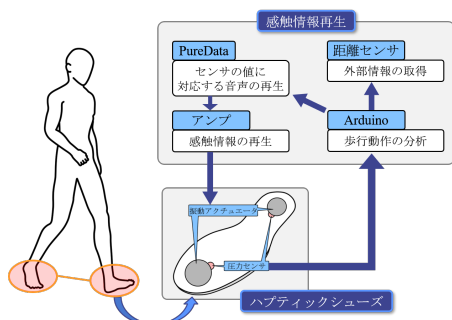 感触情報再生
PureData
センサの値に
対応する音声の再生
距離センサ
外部情報の取得
アンプ
感触情報の再生
Arduino
歩行動作の分析
振動アクチュエータ
圧力センサ
ハプティックシューズ